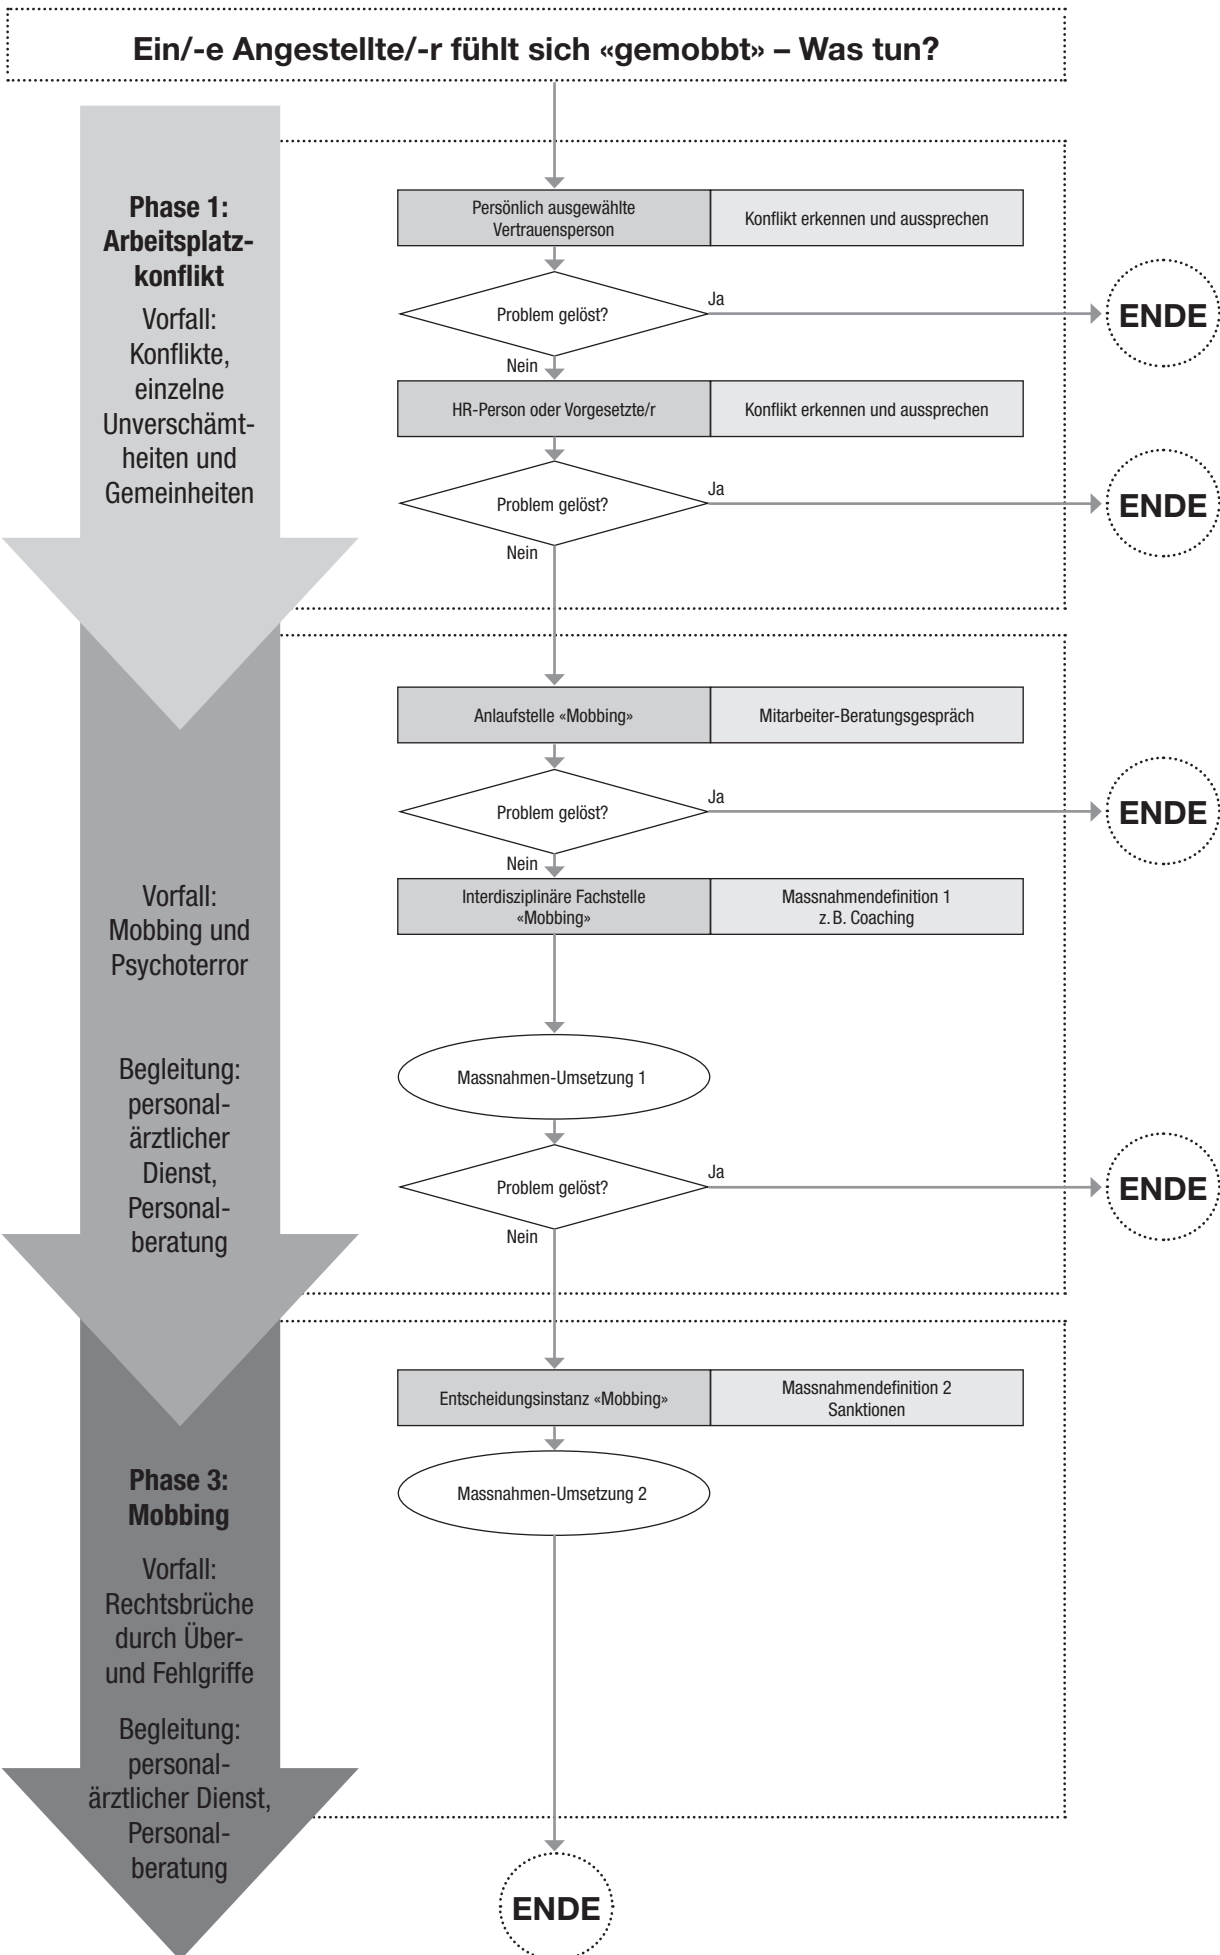 Ein/-e Angestellte/-r fühlt sich «gemobbt» – Was tun?
Phase 1:
Arbeitsplatz-
konflikt
Vorfall:
Konflikte,
einzelne
Unverschämt-
heiten und
Gemeinheiten
Persönlich ausgewählte
Vertrauensperson
Konflikt erkennen und aussprechen
Problem gelöst?
Ja
ENDE
Nein
HR-Person oder Vorgesetzte/r
Konflikt erkennen und aussprechen
Problem gelöst?
Ja
ENDE
Nein
Vorfall:
Mobbing und
Psychoterror
Begleitung:
personal-
ärztlicher
Dienst,
Personal-
beratung
Anlaufstelle «Mobbing»
Mitarbeiter-Beratungsgespräch
Problem gelöst?
Ja
ENDE
Nein
Interdisziplinäre Fachstelle
«Mobbing»
Massnahmendefinition 1
z. B. Coaching
Massnahmen-Umsetzung 1
Problem gelöst?
Ja
ENDE
Nein
Phase 3:
Mobbing
Vorfall:
Rechtsbrüche
durch Über-
und Fehlgriffe
Begleitung:
personal-
ärztlicher Dienst,
Personal-
beratung
Entscheidungsinstanz «Mobbing»
Massnahmendefinition 2
Sanktionen
Massnahmen-Umsetzung 2
ENDE